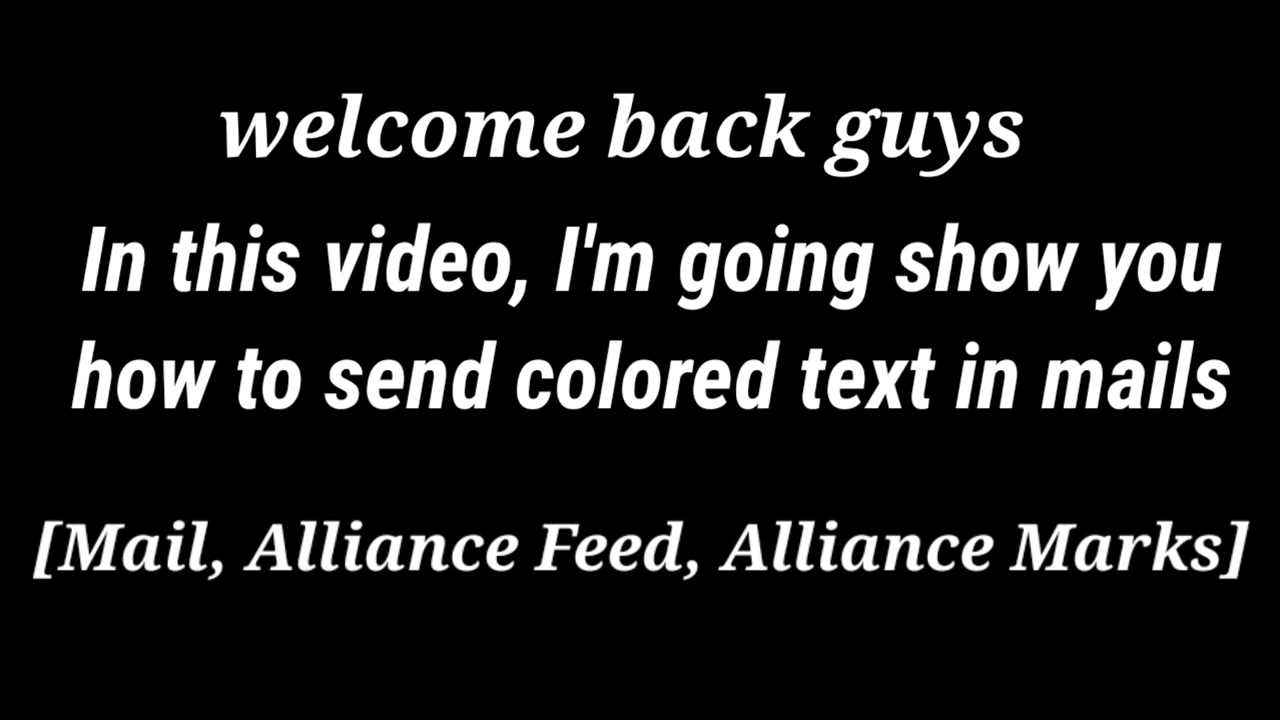 welcome back guys
In this video, I'm going show you
how to send colored text in mails
[Mail, Alliance Feed, Alliance Marks]